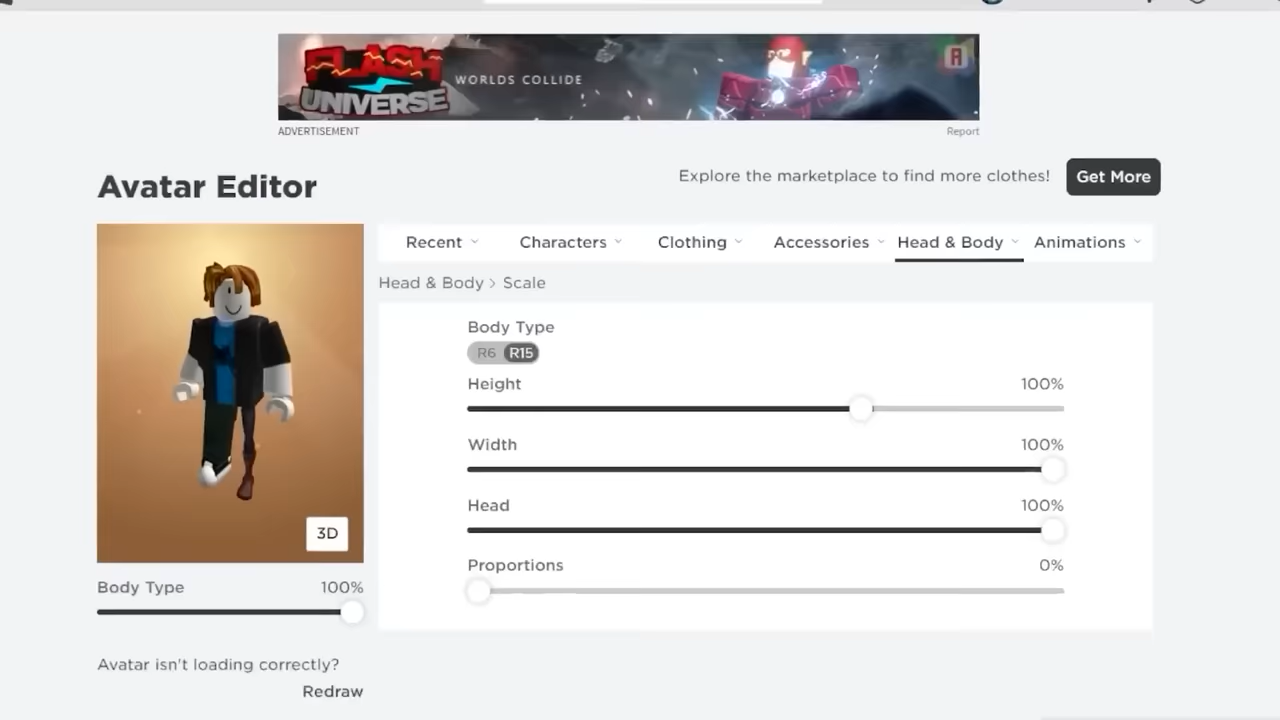 FLASH
UNIVERSE
WORLDS COLLIDE
ADVERTISEMENT
Report
Avatar Editor
Explore the marketplace to find more clothes!
Get More
Recent
Characters
Clothing
Accessories
Head & Body
Animations
Head & Body > Scale
Body Type
R6 R15
Height 100%
Width 100%
Head 100%
Proportions 0%
3D
Body Type 100%
Avatar isn't loading correctly?
Redraw